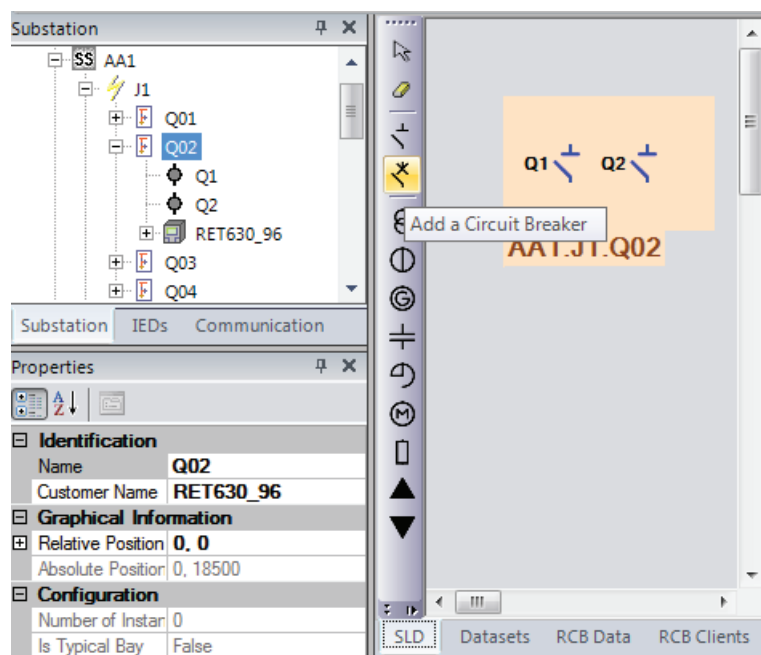 Substation
SS AA1
J1
Q01
Q02
Q1
Q2
RET630_96
Q03
Q04
Substation IEDs Communication
Properties
A
Z
Identification
Name Q02
Customer Name RET630_96
Graphical Information
Relative Position 0, 0
Absolute Position 0, 18500
Configuration
Number of Instar 0
Is Typical Bay False
G
M
Q1 Q2
Add a Circuit Breaker
AA1.J1.Q02
SLD Datasets RCB Data RCB Clients